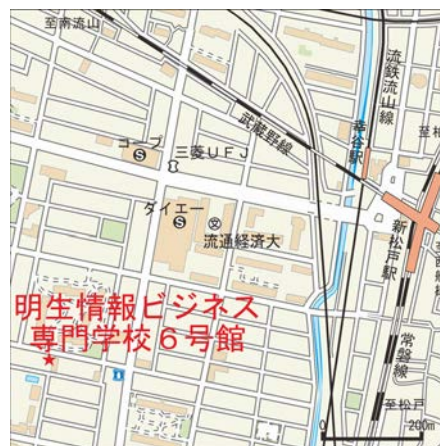 至南流山
武蔵野線
流鉄流山線
幸谷駅
コープ
三菱UFJ
ダイエー
流通経済大
新松戸駅
明生情報ビジネス
専門学校6号館
常磐線
至松戸
0
200m